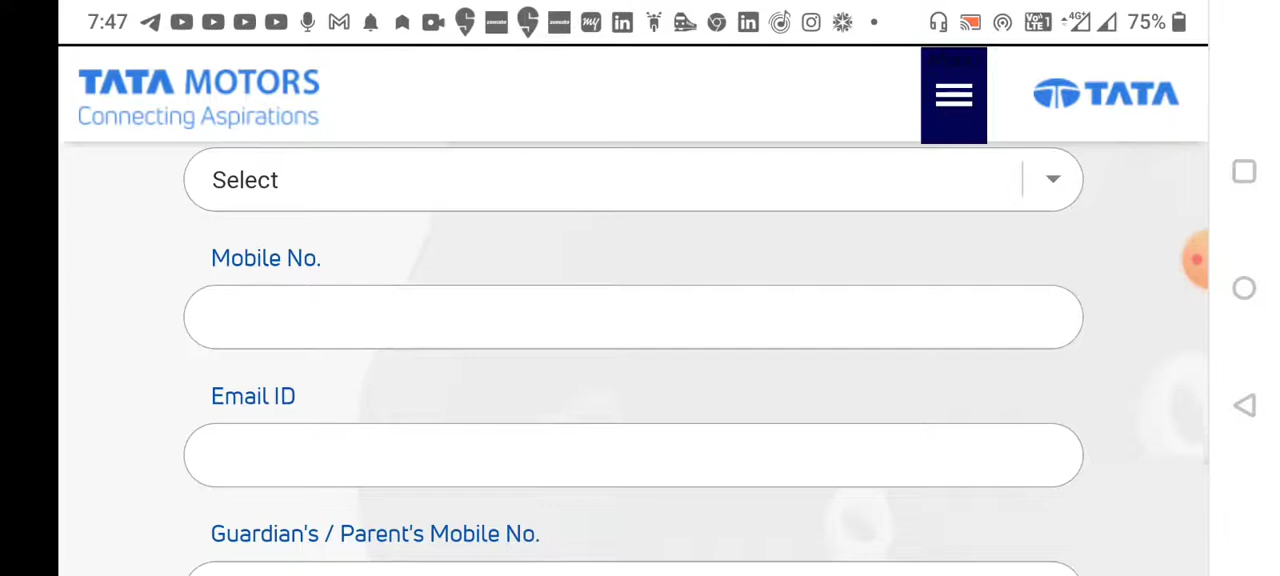 7:47 75%
TATA MOTORS
Connecting Aspirations
TATA
Select
Mobile No.
Email ID
Guardian's / Parent's Mobile No.